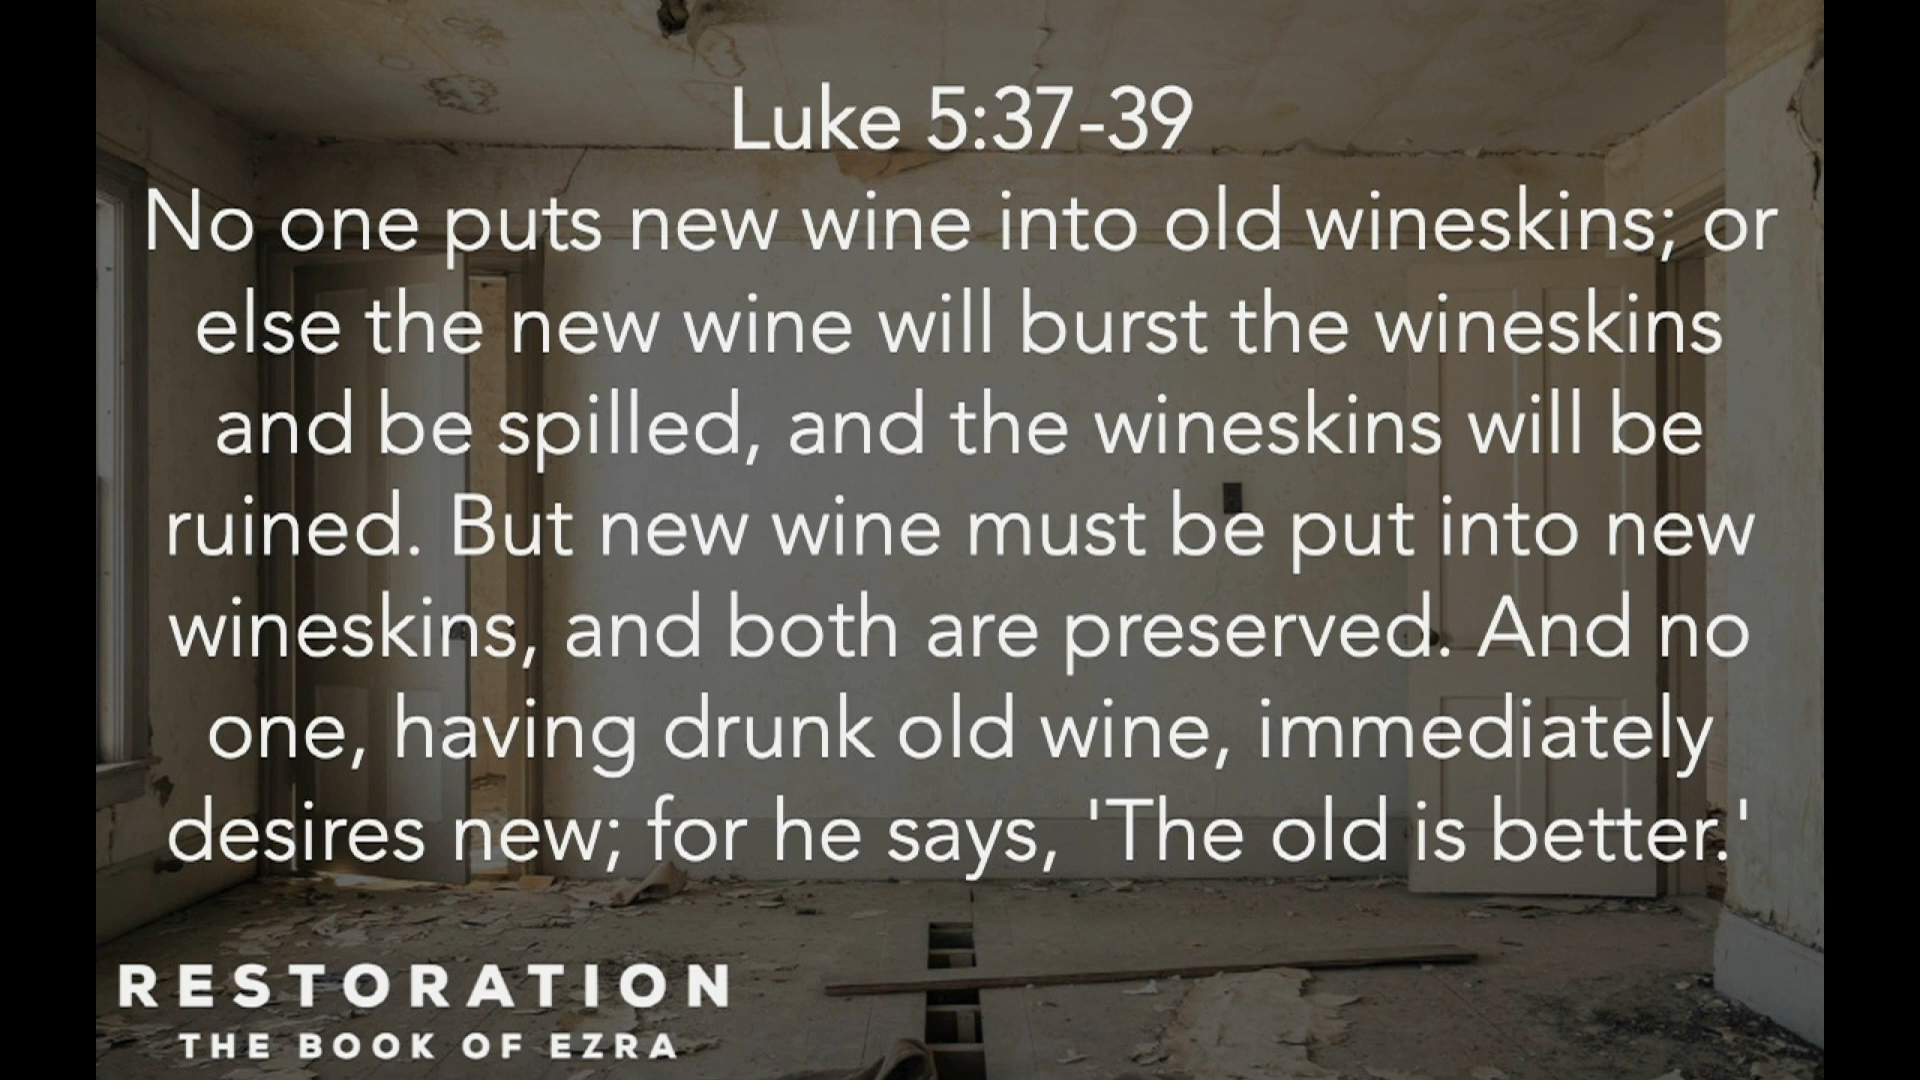 Luke 5:37-39
No one puts new wine into old wineskins; or
else the new wine will burst the wineskins
and be spilled, and the wineskins will be
ruined. But new wine must be put into new
wineskins, and both are preserved. And no
one, having drunk old wine, immediately
desires new; for he says, 'The old is better.'
RESTORATION
THE BOOK OF EZRA